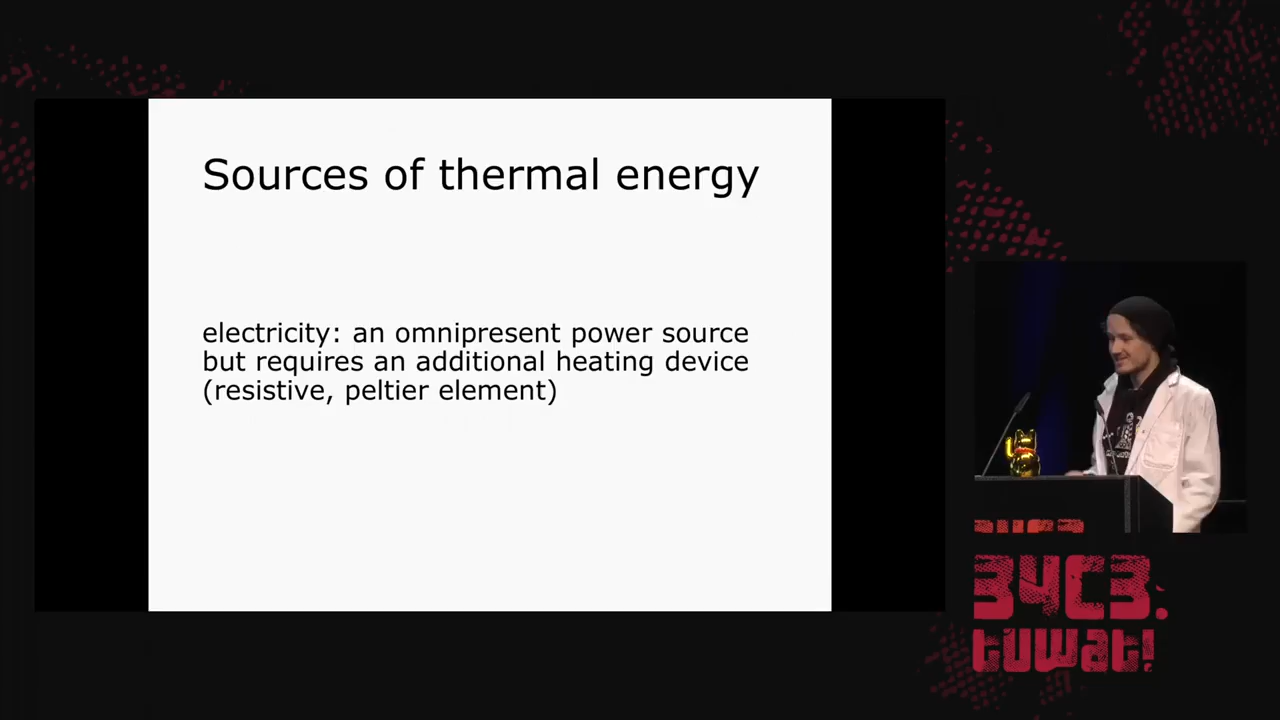 Sources of thermal energy
electricity: an omnipresent power source
but requires an additional heating device
(resistive, peltier element)
34C3
34C3.
tuwat!